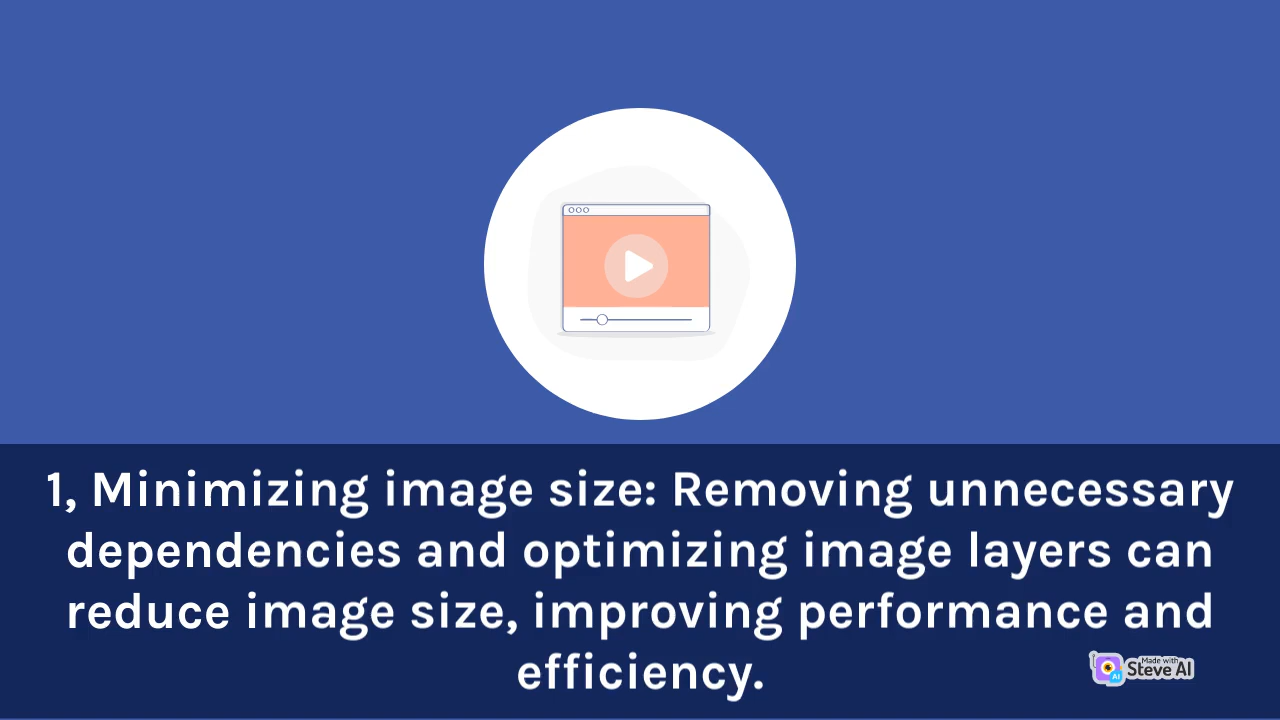 1, Minimizing image size: Removing unnecessary
dependencies and optimizing image layers can
reduce image size, improving performance and
efficiency.
Made with
Steve AI
AI